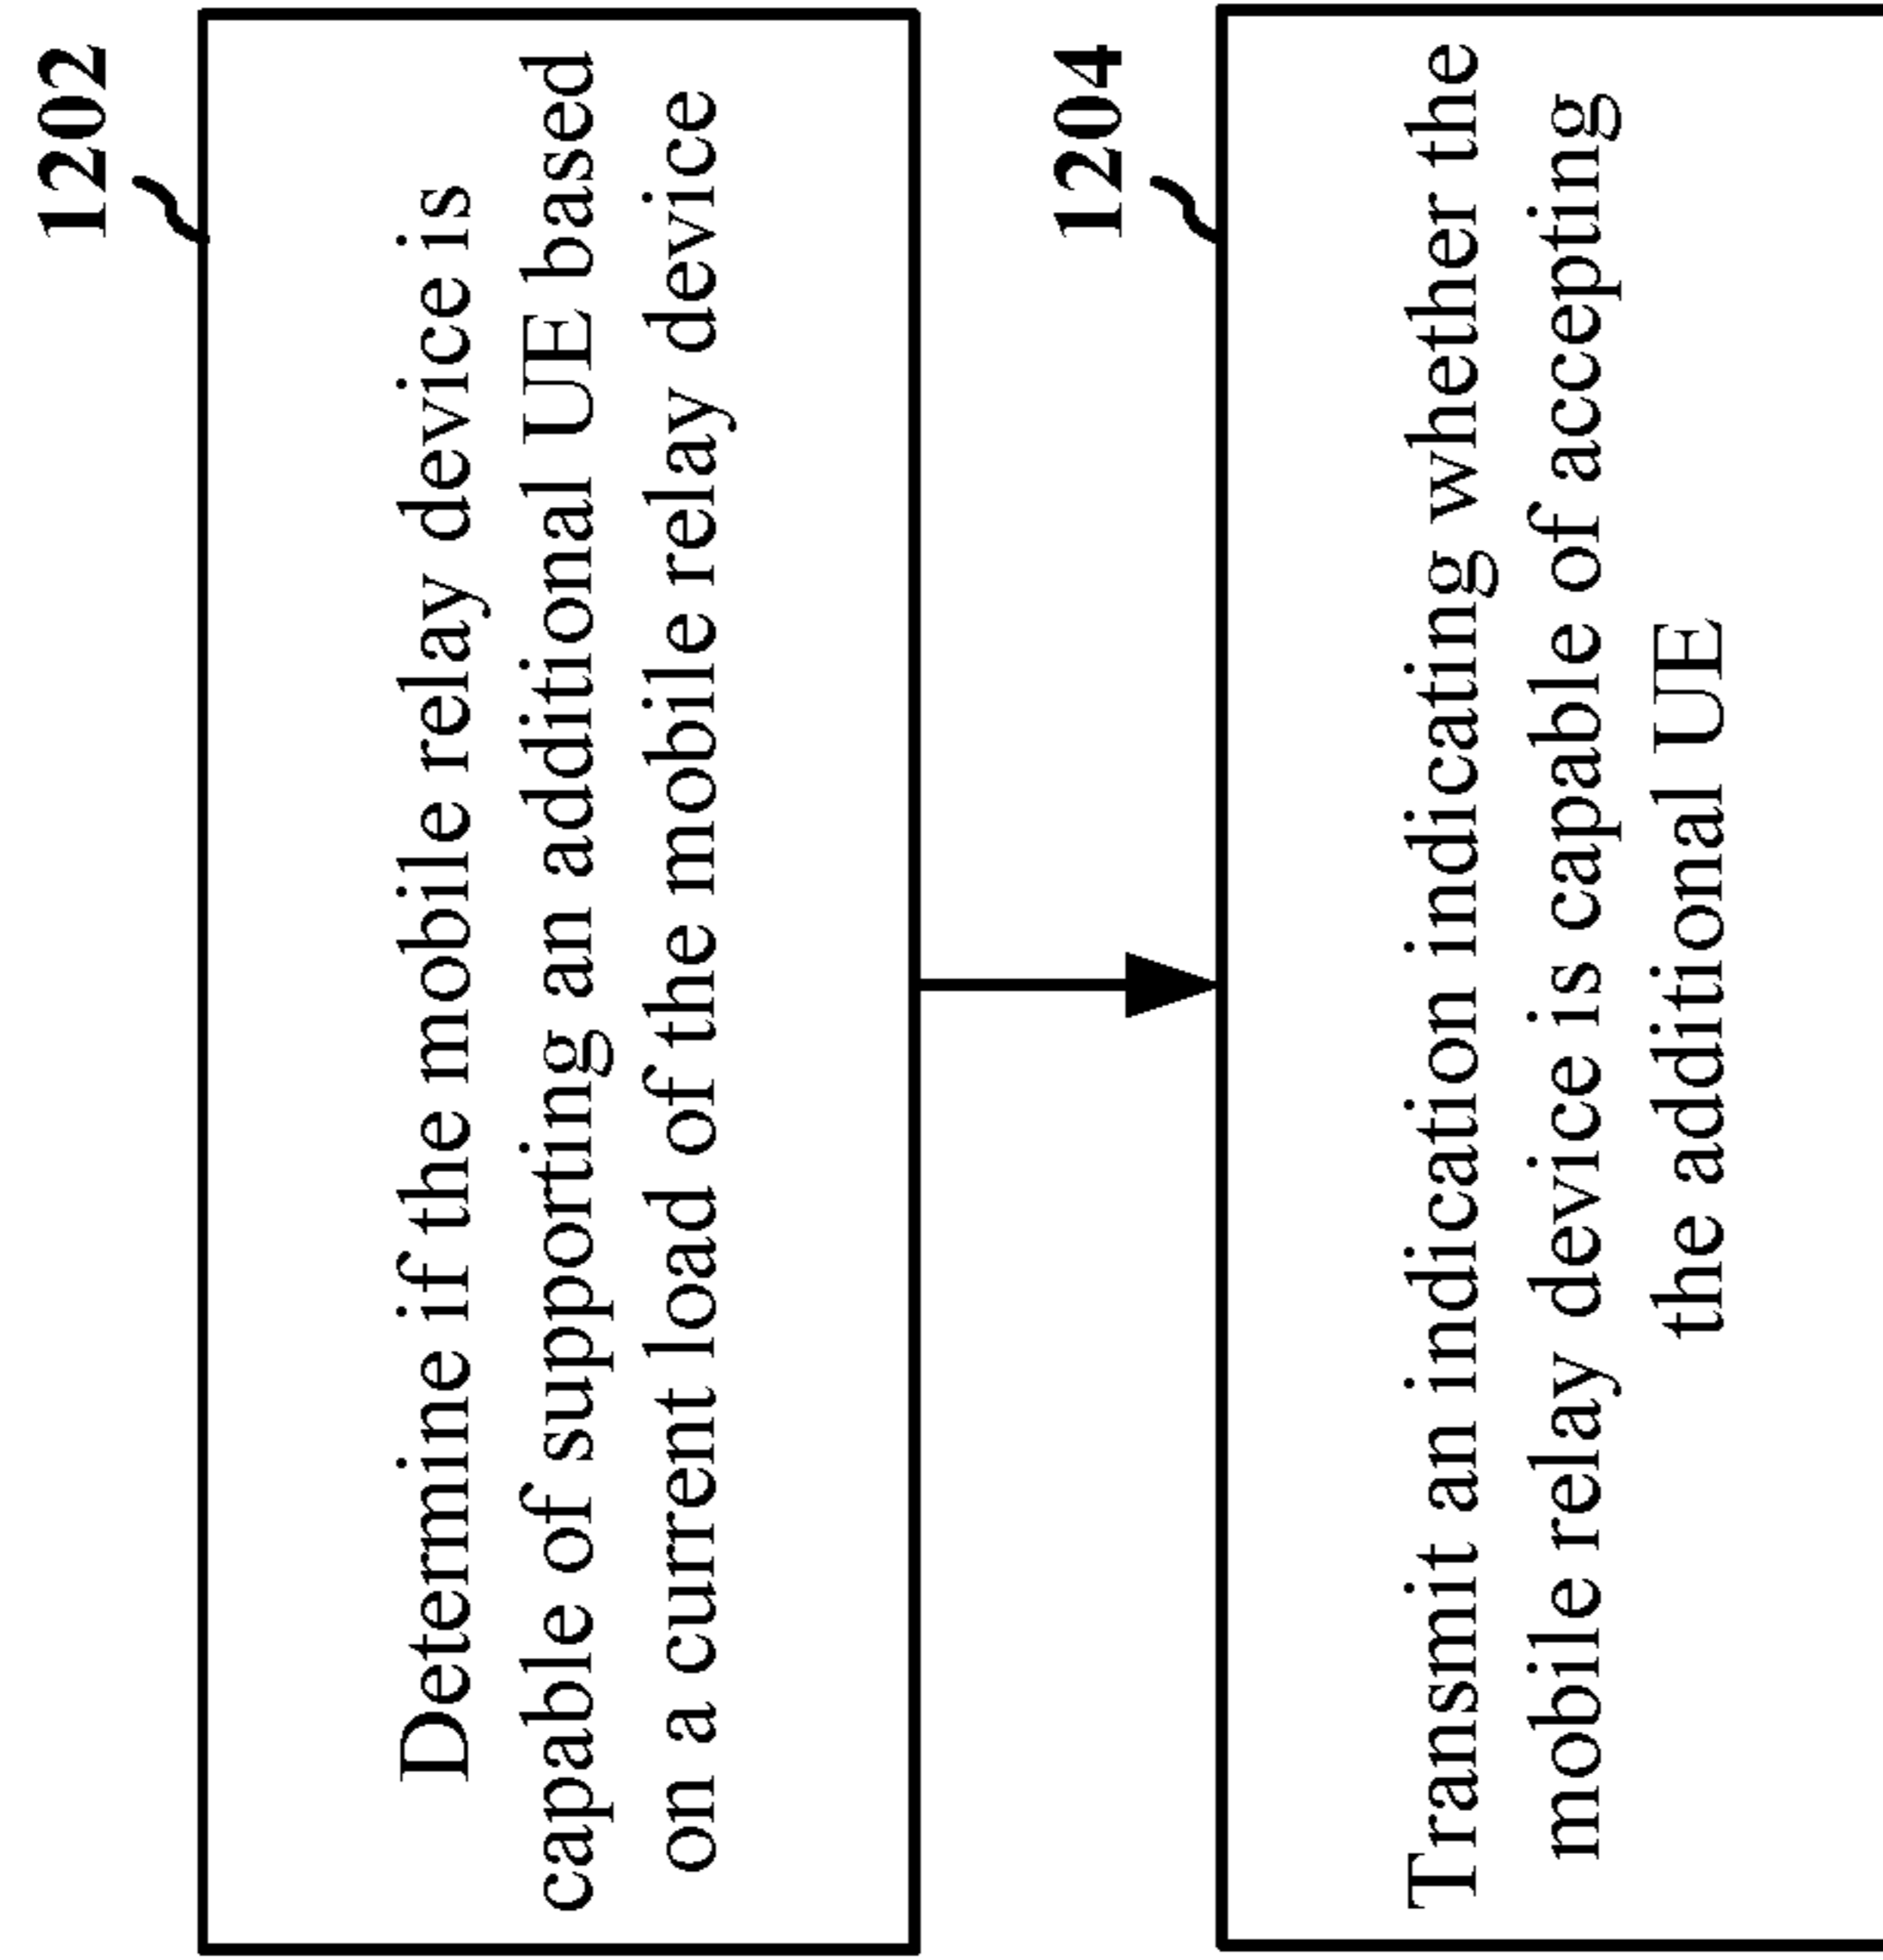 1202
Determine if the mobile relay device is
capable of supporting an additional UE based
on a current load of the mobile relay device
1204
Transmit an indication indicating whether the
mobile relay device is capable of accepting
the additional UE